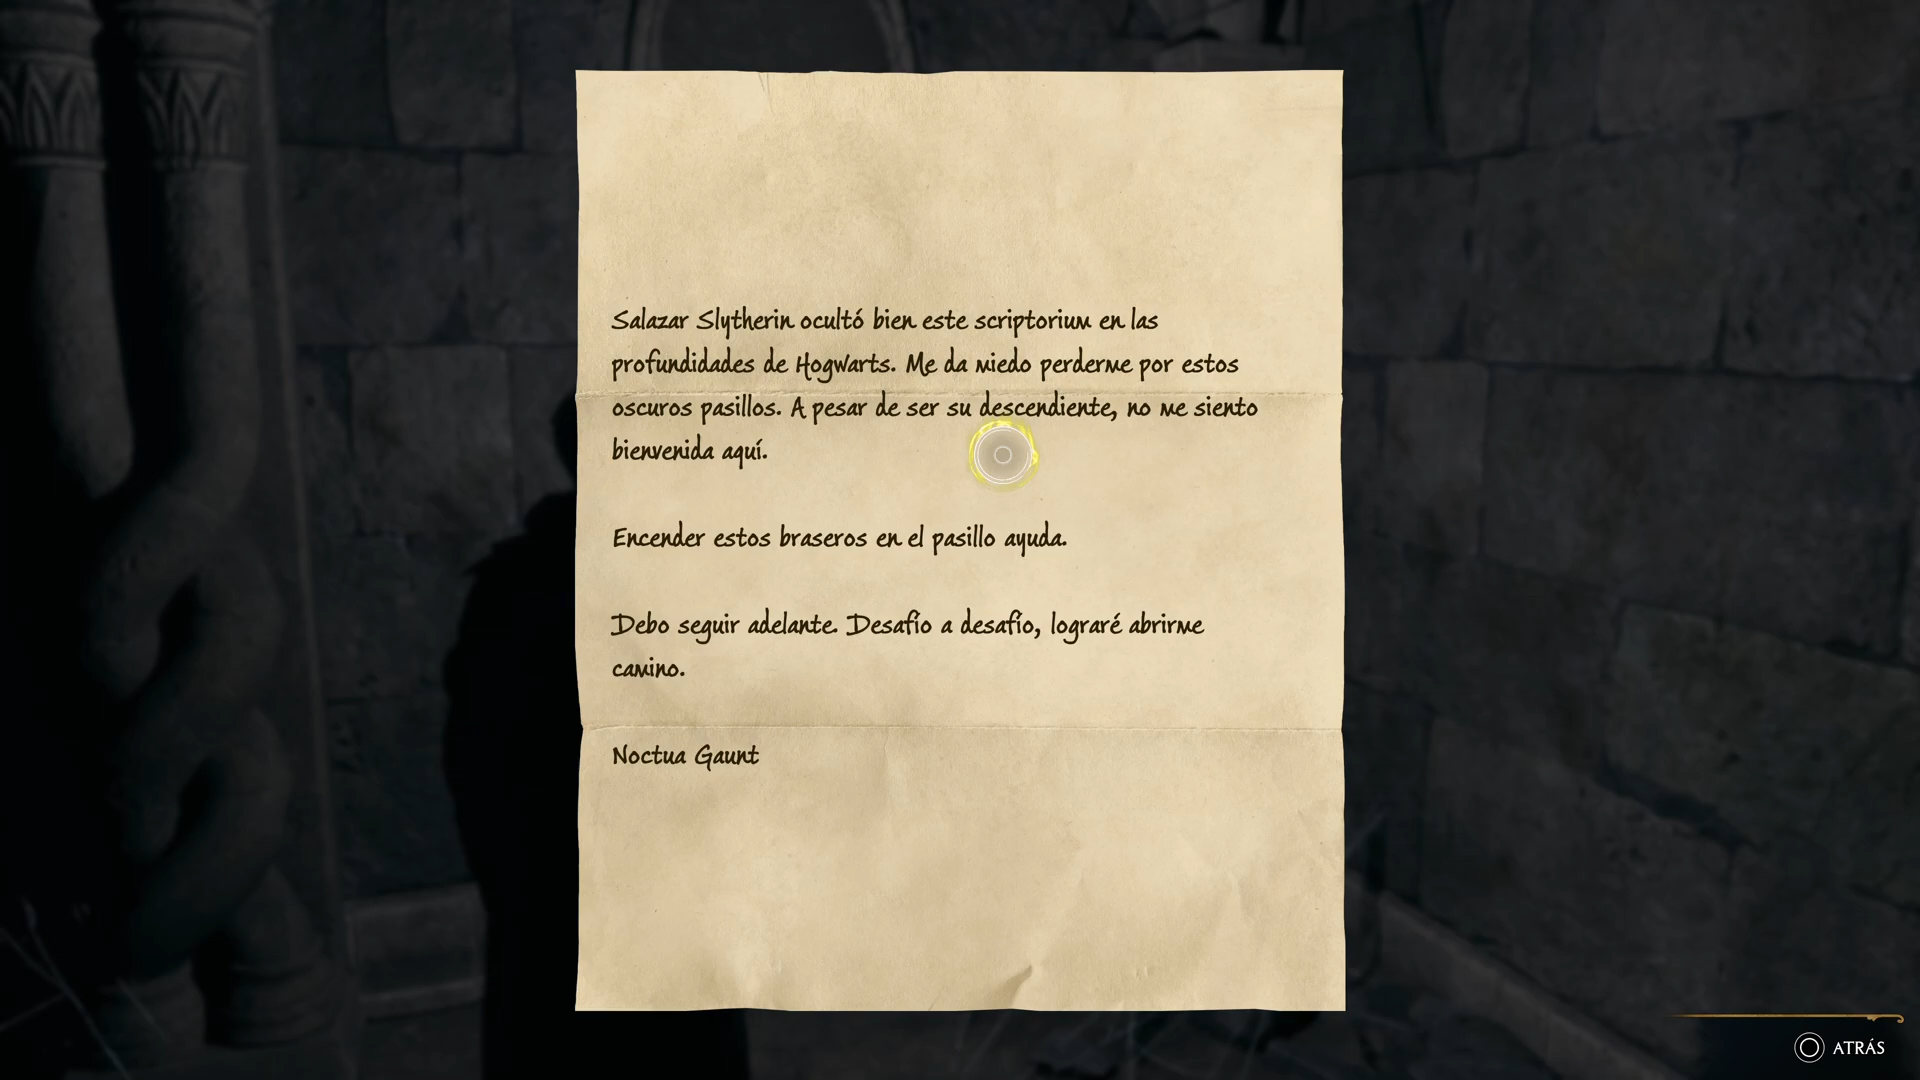 Salazar Slytherin ocultó bien este scriptorium en las
profundidades de Hogwarts. Me da miedo perderme por estos
oscuros pasillos. A pesar de ser su descendiente, no me siento
bienvenida aquí.
Encender estos braseros en el pasillo ayuda.
Debo seguir adelante. Desafío a desafío, lograré abrirme
camino.
Noctua Gaunt
ATRÁS